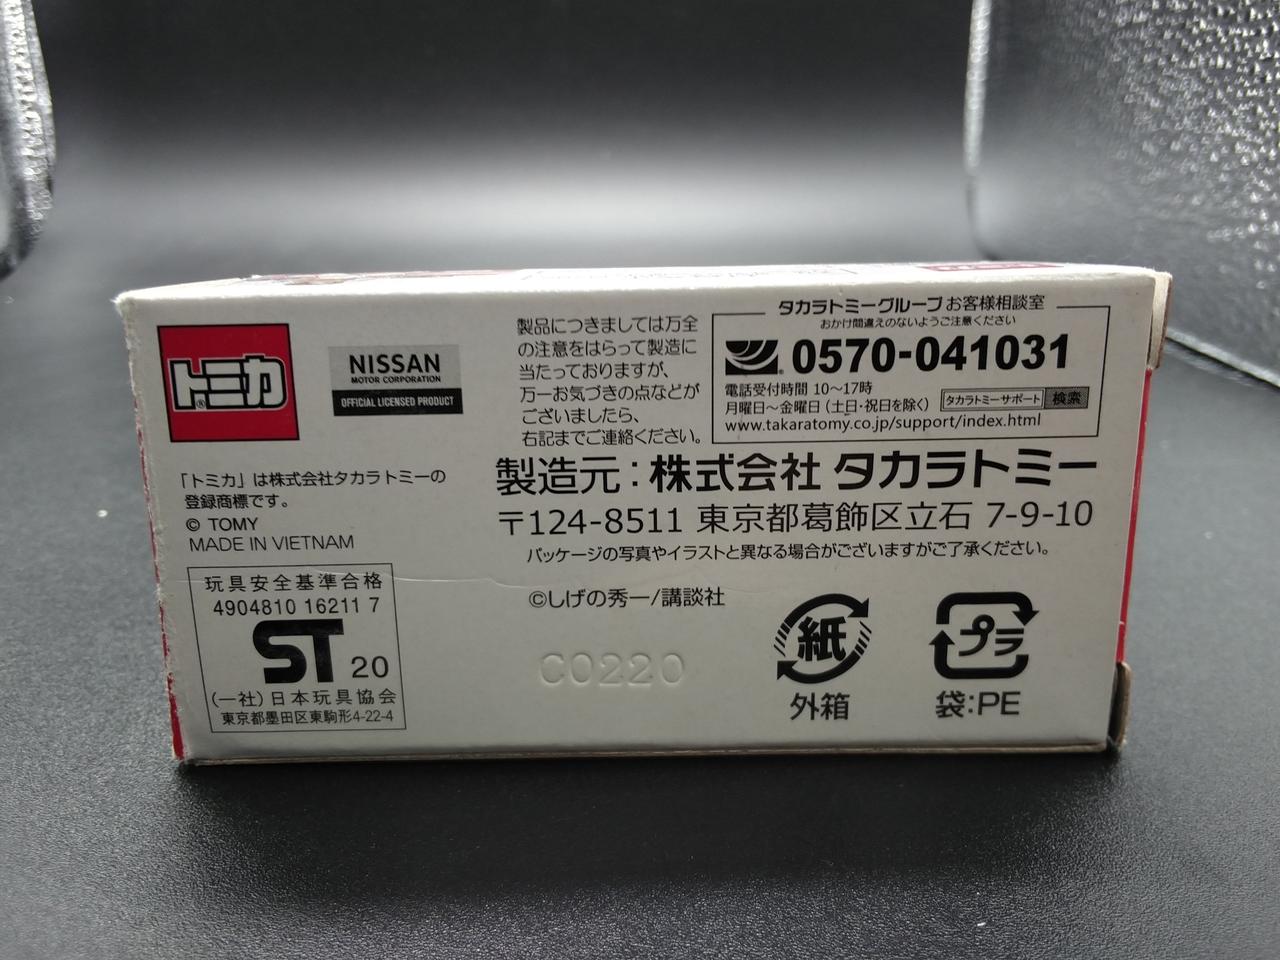 トミカ®
NISSAN
MOTOR CORPORATION
OFFICIAL LICENSED PRODUCT
「トミカ」は株式会社タカラトミーの
登録商標です。
© TOMY
MADE IN VIETNAM
玩具安全基準合格
4904810 16211 7
ST 20
(一社)日本玩具協会
東京都墨田区東駒形4-22-4
製品につきましては万全
の注意をはらって製造に
当たっておりますが、
万一お気づきの点などが
ございましたら、
右記までご連絡ください。
タカラトミーグループお客様相談室
おかけ間違えのないようご注意ください
0570-041031
電話受付時間 10〜17時
月曜日〜金曜日(土日・祝日を除く)
タカラトミーサポート 検索
www.takaratomy.co.jp/support/index.html
製造元:株式会社 タカラトミー
〒124-8511 東京都葛飾区立石 7-9-10
パッケージの写真やイラストと異なる場合がございますがご了承ください。
©しげの秀一/講談社
C0220
紙
外箱
プラ
袋:PE